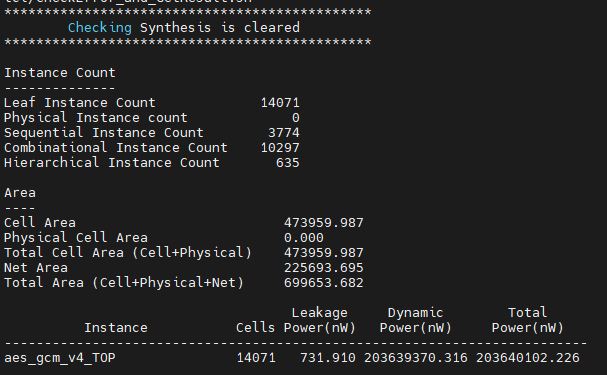 *********************************************
Checking Synthesis is cleared
*********************************************
Instance Count
--------------
Leaf Instance Count 14071
Physical Instance count 0
Sequential Instance Count 3774
Combinational Instance Count 10297
Hierarchical Instance Count 635
Area
----
Cell Area 473959.987
Physical Cell Area 0.000
Total Cell Area (Cell+Physical) 473959.987
Net Area 225693.695
Total Area (Cell+Physical+Net) 699653.682
Leakage Dynamic Total
Instance Cells Power(nW) Power(nW) Power(nW)
-----------------------------------------------------------------------
aes_gcm_v4_TOP 14071 731.910 203639370.316 203640102.226